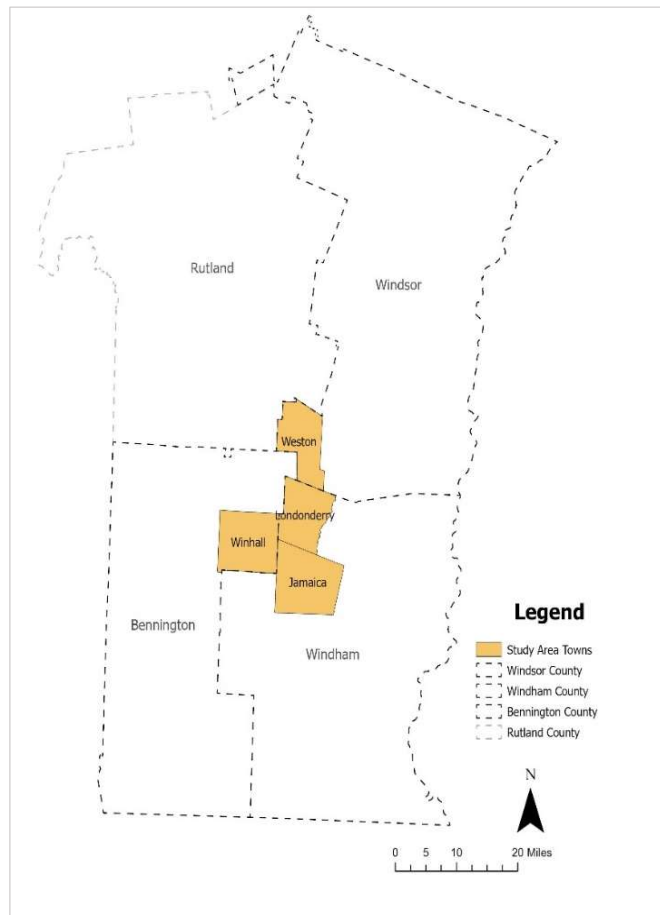 Rutland
Windsor
Weston
Londonderry
Winhall
Jamaica
Bennington
Windham
Legend
Study Area Towns
Windsor County
Windham County
Bennington County
Rutland County
N
0 5 10 20 Miles